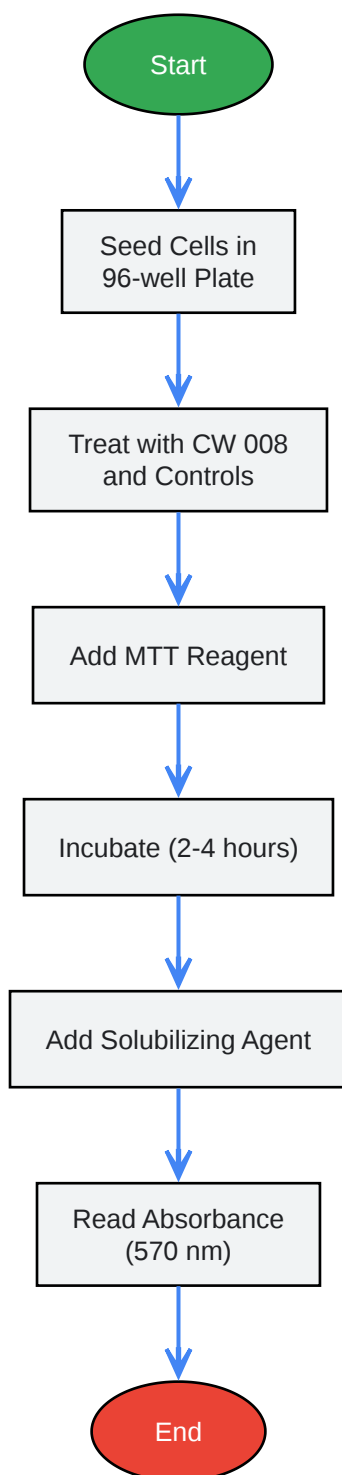 Start
Seed Cells in
96-well Plate
Treat with CW 008
and Controls
Add MTT Reagent
Incubate (2-4 hours)
Add Solubilizing Agent
Read Absorbance
(570 nm)
End